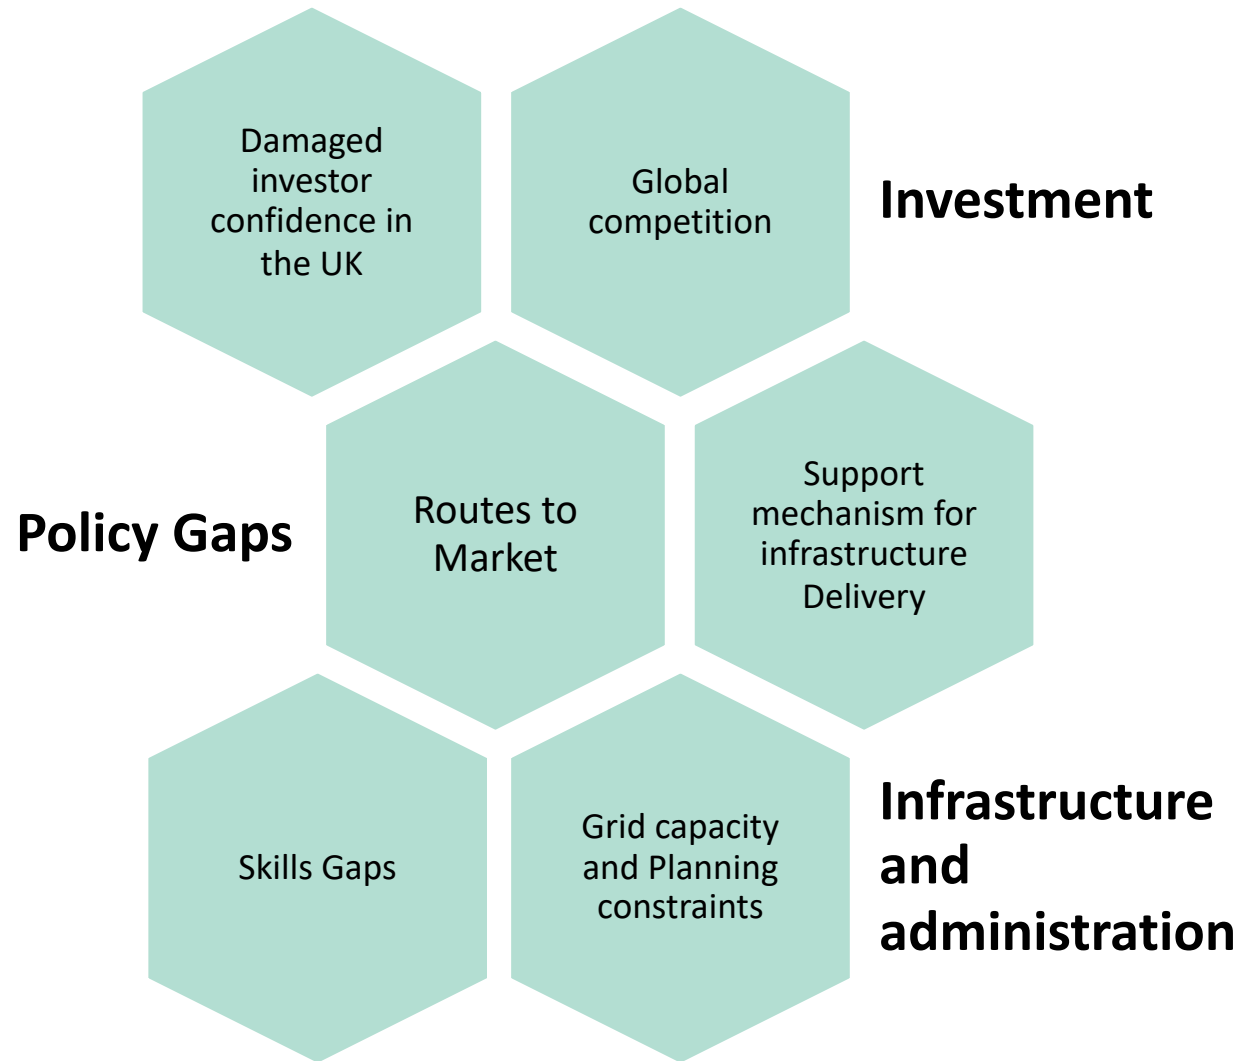 Damaged
investor
confidence in
the UK
Global
competition
Investment
Policy Gaps
Routes to
Market
Support
mechanism for
infrastructure
Delivery
Skills Gaps
Grid capacity
and Planning
constraints
Infrastructure
and
administration